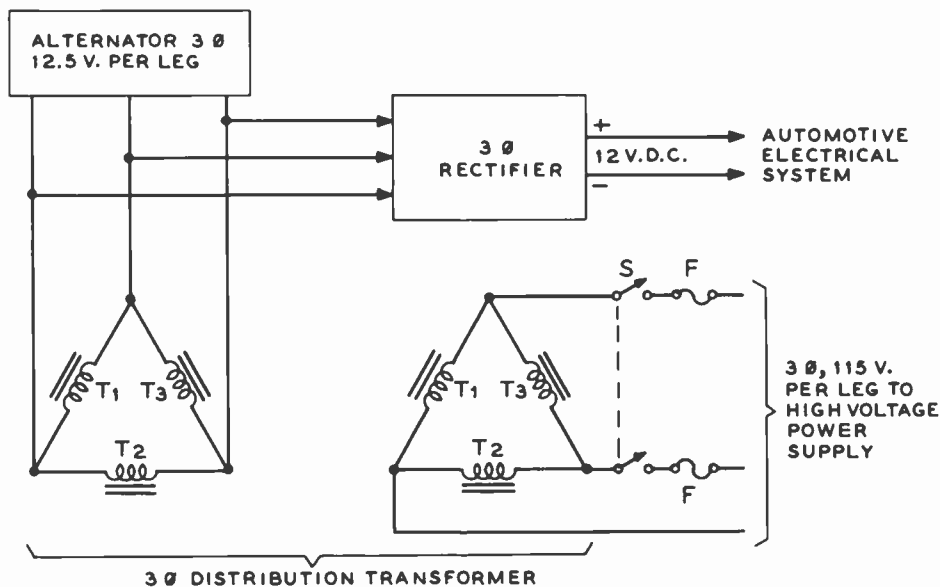 ALTERNATOR 3 Ø
12.5 V. PER LEG
3 Ø
RECTIFIER
+
12 V.D.C.
−
AUTOMOTIVE
ELECTRICAL
SYSTEM
T1
T3
T2
T1
T3
T2
S
F
F
3 Ø, 115 V.
PER LEG TO
HIGH VOLTAGE
POWER
SUPPLY
3 Ø DISTRIBUTION TRANSFORMER